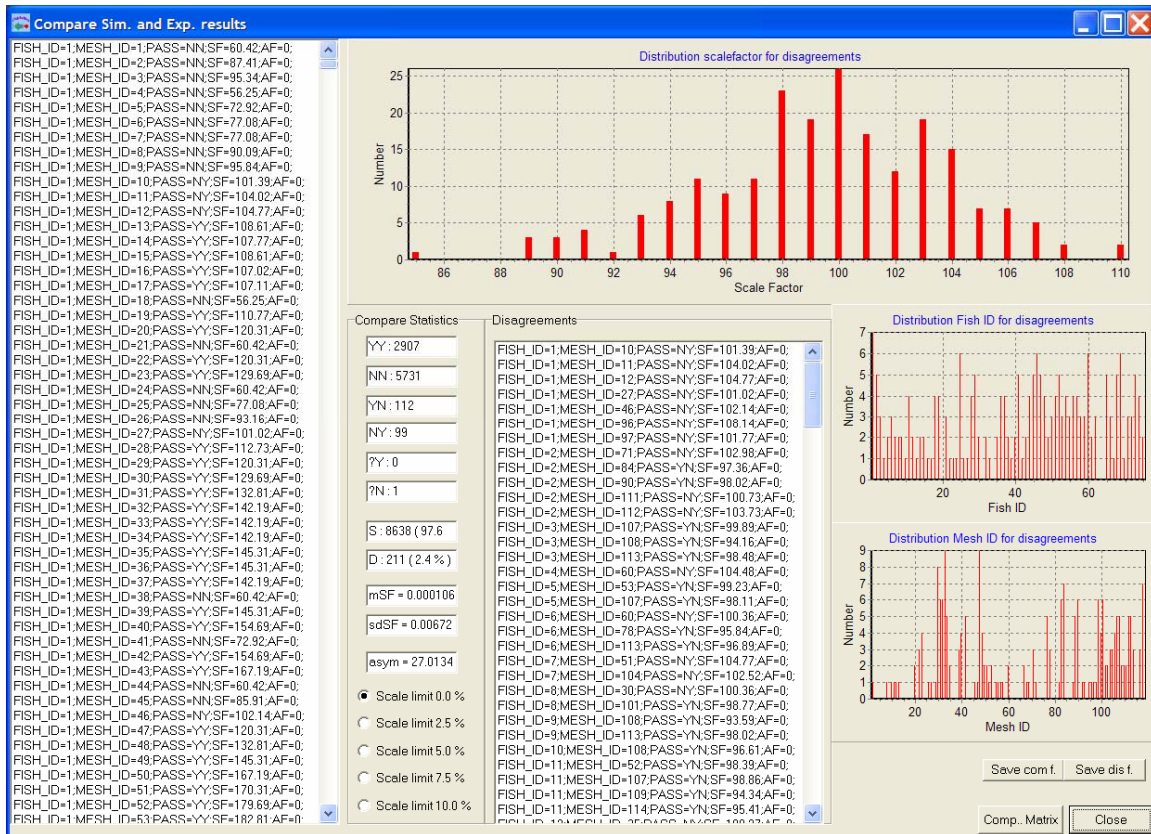 Compare Sim. and Exp. results
FISH_ID=1;MESH_ID=1;PASS=NN;SF=60.42;AF=0;
FISH_ID=1;MESH_ID=2;PASS=NN;SF=87.41;AF=0;
FISH_ID=1;MESH_ID=3;PASS=NN;SF=95.34;AF=0;
FISH_ID=1;MESH_ID=4;PASS=NN;SF=56.25;AF=0;
FISH_ID=1;MESH_ID=5;PASS=NN;SF=72.92;AF=0;
FISH_ID=1;MESH_ID=6;PASS=NN;SF=77.08;AF=0;
FISH_ID=1;MESH_ID=7;PASS=NN;SF=77.08;AF=0;
FISH_ID=1;MESH_ID=8;PASS=NN;SF=90.09;AF=0;
FISH_ID=1;MESH_ID=9;PASS=NN;SF=95.84;AF=0;
FISH_ID=1;MESH_ID=10;PASS=NY;SF=101.39;AF=0;
FISH_ID=1;MESH_ID=11;PASS=NY;SF=104.02;AF=0;
FISH_ID=1;MESH_ID=12;PASS=NY;SF=104.77;AF=0;
FISH_ID=1;MESH_ID=13;PASS=YY;SF=108.61;AF=0;
FISH_ID=1;MESH_ID=14;PASS=YY;SF=107.77;AF=0;
FISH_ID=1;MESH_ID=15;PASS=YY;SF=108.61;AF=0;
FISH_ID=1;MESH_ID=16;PASS=YY;SF=107.02;AF=0;
FISH_ID=1;MESH_ID=17;PASS=YY;SF=107.11;AF=0;
FISH_ID=1;MESH_ID=18;PASS=NN;SF=56.25;AF=0;
FISH_ID=1;MESH_ID=19;PASS=YY;SF=110.77;AF=0;
FISH_ID=1;MESH_ID=20;PASS=YY;SF=120.31;AF=0;
FISH_ID=1;MESH_ID=21;PASS=NN;SF=60.42;AF=0;
FISH_ID=1;MESH_ID=22;PASS=YY;SF=120.31;AF=0;
FISH_ID=1;MESH_ID=23;PASS=YY;SF=129.69;AF=0;
FISH_ID=1;MESH_ID=24;PASS=NN;SF=60.42;AF=0;
FISH_ID=1;MESH_ID=25;PASS=NN;SF=77.08;AF=0;
FISH_ID=1;MESH_ID=26;PASS=NN;SF=93.16;AF=0;
FISH_ID=1;MESH_ID=27;PASS=NY;SF=101.02;AF=0;
FISH_ID=1;MESH_ID=28;PASS=YY;SF=112.73;AF=0;
FISH_ID=1;MESH_ID=29;PASS=YY;SF=120.31;AF=0;
FISH_ID=1;MESH_ID=30;PASS=YY;SF=129.69;AF=0;
FISH_ID=1;MESH_ID=31;PASS=YY;SF=132.81;AF=0;
FISH_ID=1;MESH_ID=32;PASS=YY;SF=142.19;AF=0;
FISH_ID=1;MESH_ID=33;PASS=YY;SF=142.19;AF=0;
FISH_ID=1;MESH_ID=34;PASS=YY;SF=142.19;AF=0;
FISH_ID=1;MESH_ID=35;PASS=YY;SF=145.31;AF=0;
FISH_ID=1;MESH_ID=36;PASS=YY;SF=145.31;AF=0;
FISH_ID=1;MESH_ID=37;PASS=YY;SF=142.19;AF=0;
FISH_ID=1;MESH_ID=38;PASS=NN;SF=60.42;AF=0;
FISH_ID=1;MESH_ID=39;PASS=YY;SF=145.31;AF=0;
FISH_ID=1;MESH_ID=40;PASS=YY;SF=154.69;AF=0;
FISH_ID=1;MESH_ID=41;PASS=NN;SF=72.92;AF=0;
FISH_ID=1;MESH_ID=42;PASS=YY;SF=154.69;AF=0;
FISH_ID=1;MESH_ID=43;PASS=YY;SF=167.19;AF=0;
FISH_ID=1;MESH_ID=44;PASS=NN;SF=60.42;AF=0;
FISH_ID=1;MESH_ID=45;PASS=NN;SF=85.91;AF=0;
FISH_ID=1;MESH_ID=46;PASS=NY;SF=102.14;AF=0;
FISH_ID=1;MESH_ID=47;PASS=YY;SF=120.31;AF=0;
FISH_ID=1;MESH_ID=48;PASS=YY;SF=132.81;AF=0;
FISH_ID=1;MESH_ID=49;PASS=YY;SF=145.31;AF=0;
FISH_ID=1;MESH_ID=50;PASS=YY;SF=167.19;AF=0;
FISH_ID=1;MESH_ID=51;PASS=YY;SF=170.31;AF=0;
FISH_ID=1;MESH_ID=52;PASS=YY;SF=179.69;AF=0;
FISH_ID=1;MESH_ID=53;PASS=YY;SF=182.81;AF=0;
Distribution scalefactor for disagreements
25
20
15
10
5
0
Number
86 88 90 92 94 96 98 100 102 104 106 108 110
Scale Factor
Compare Statistics
YY : 2907
NN : 5731
YN : 112
NY : 99
?Y : 0
?N : 1
S : 8638 ( 97.6
D : 211 ( 2.4 % )
mSF = 0.000106
sdSF = 0.00672
asym = 27.0134
Scale limit 0.0 %
Scale limit 2.5 %
Scale limit 5.0 %
Scale limit 7.5 %
Scale limit 10.0 %
Disagreements
FISH_ID=1;MESH_ID=10;PASS=NY;SF=101.39;AF=0;
FISH_ID=1;MESH_ID=11;PASS=NY;SF=104.02;AF=0;
FISH_ID=1;MESH_ID=12;PASS=NY;SF=104.77;AF=0;
FISH_ID=1;MESH_ID=27;PASS=NY;SF=101.02;AF=0;
FISH_ID=1;MESH_ID=46;PASS=NY;SF=102.14;AF=0;
FISH_ID=1;MESH_ID=96;PASS=NY;SF=108.14;AF=0;
FISH_ID=1;MESH_ID=97;PASS=NY;SF=101.77;AF=0;
FISH_ID=2;MESH_ID=71;PASS=NY;SF=102.98;AF=0;
FISH_ID=2;MESH_ID=84;PASS=YN;SF=97.36;AF=0;
FISH_ID=2;MESH_ID=90;PASS=YN;SF=98.02;AF=0;
FISH_ID=2;MESH_ID=111;PASS=NY;SF=100.73;AF=0;
FISH_ID=2;MESH_ID=112;PASS=NY;SF=103.73;AF=0;
FISH_ID=3;MESH_ID=107;PASS=YN;SF=99.89;AF=0;
FISH_ID=3;MESH_ID=108;PASS=YN;SF=94.16;AF=0;
FISH_ID=3;MESH_ID=113;PASS=YN;SF=98.48;AF=0;
FISH_ID=4;MESH_ID=60;PASS=NY;SF=104.48;AF=0;
FISH_ID=5;MESH_ID=53;PASS=YN;SF=99.23;AF=0;
FISH_ID=5;MESH_ID=107;PASS=YN;SF=98.11;AF=0;
FISH_ID=6;MESH_ID=60;PASS=NY;SF=100.36;AF=0;
FISH_ID=6;MESH_ID=78;PASS=YN;SF=95.84;AF=0;
FISH_ID=6;MESH_ID=113;PASS=YN;SF=96.89;AF=0;
FISH_ID=7;MESH_ID=51;PASS=NY;SF=104.77;AF=0;
FISH_ID=7;MESH_ID=104;PASS=NY;SF=102.52;AF=0;
FISH_ID=8;MESH_ID=30;PASS=NY;SF=100.36;AF=0;
FISH_ID=8;MESH_ID=101;PASS=YN;SF=98.77;AF=0;
FISH_ID=9;MESH_ID=108;PASS=YN;SF=93.59;AF=0;
FISH_ID=9;MESH_ID=113;PASS=YN;SF=98.02;AF=0;
FISH_ID=10;MESH_ID=108;PASS=YN;SF=96.61;AF=0;
FISH_ID=11;MESH_ID=52;PASS=YN;SF=98.39;AF=0;
FISH_ID=11;MESH_ID=107;PASS=YN;SF=98.86;AF=0;
FISH_ID=11;MESH_ID=109;PASS=YN;SF=94.34;AF=0;
FISH_ID=11;MESH_ID=114;PASS=YN;SF=95.41;AF=0;
Distribution Fish ID for disagreements
7
6
5
4
3
2
1
0
Number
20 40 60
Fish ID
Distribution Mesh ID for disagreements
9
8
7
6
5
4
3
2
1
0
Number
20 40 60 80 100
Mesh ID
Save com f. Save dis f.
Comp.. Matrix Close